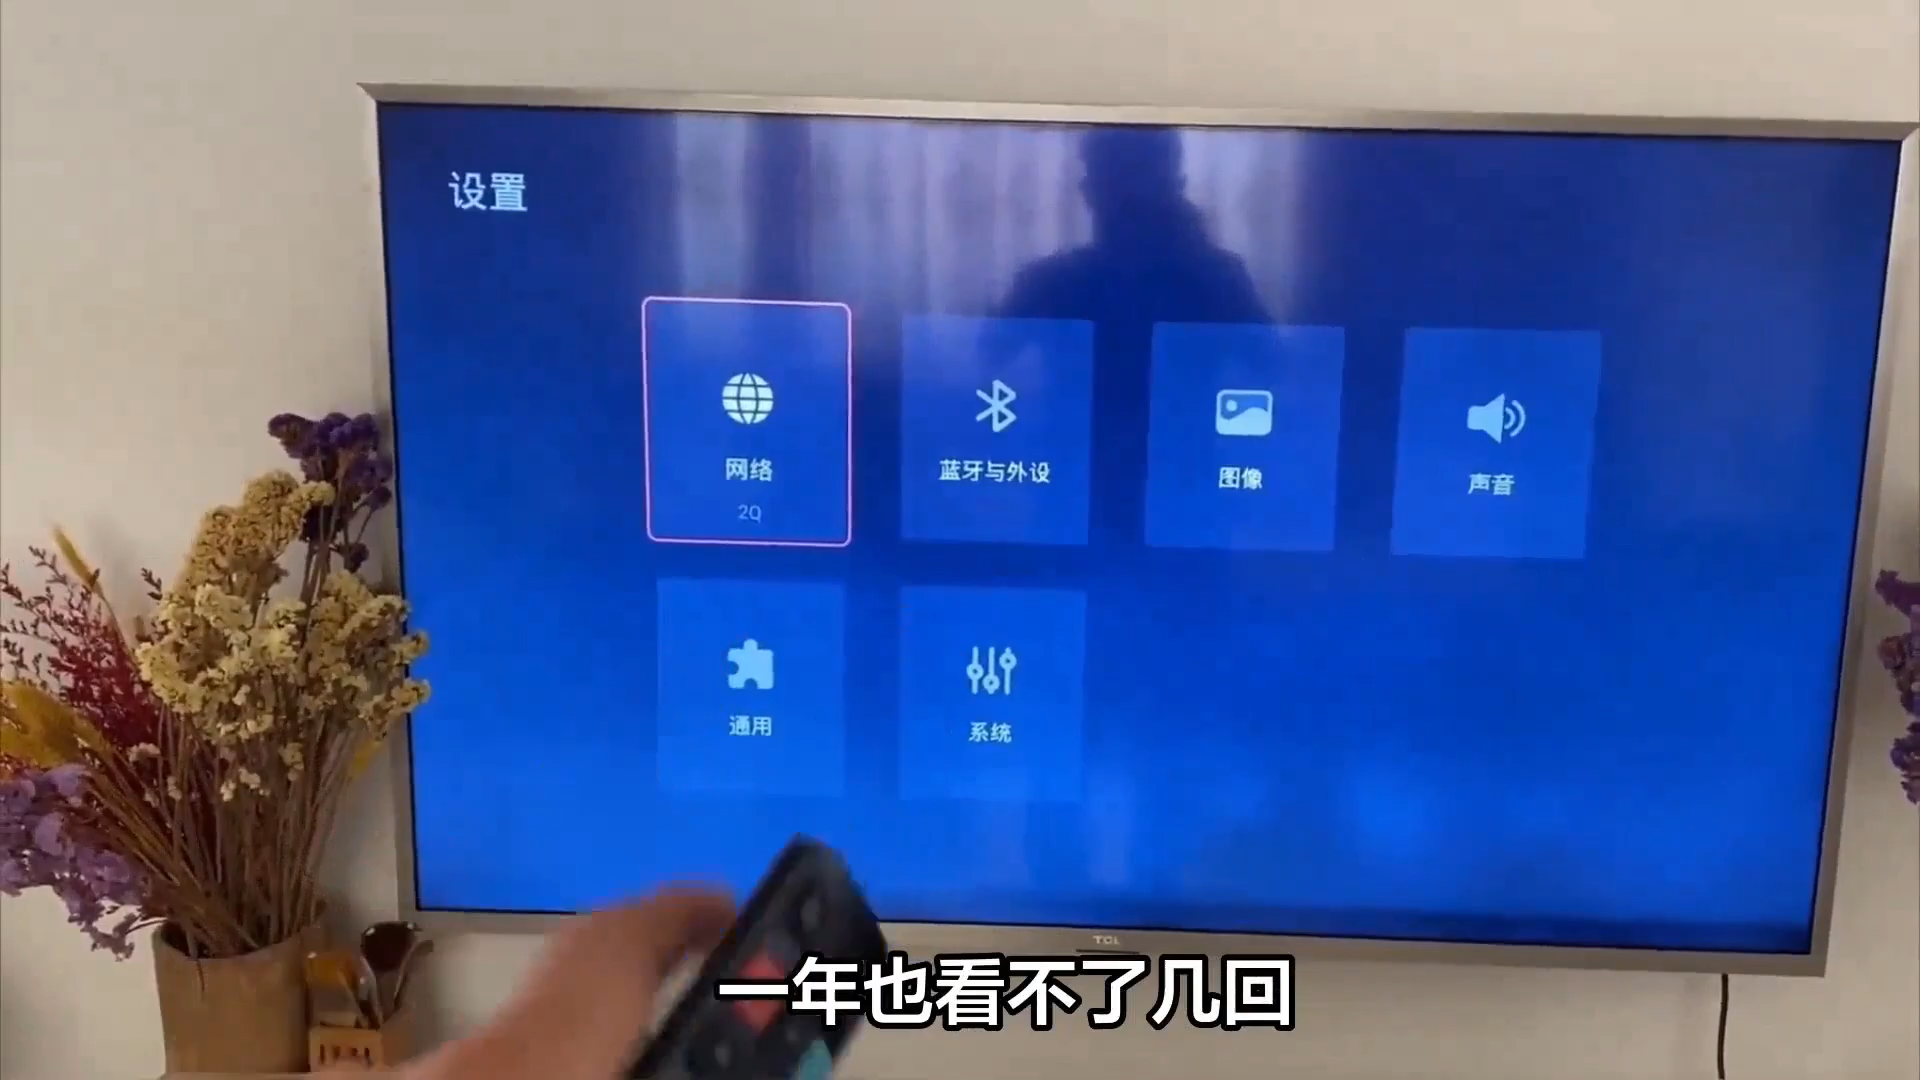 设置
网络
2Q
蓝牙与外设
图像
声音
通用
系统
TCL
一年也看不了几回